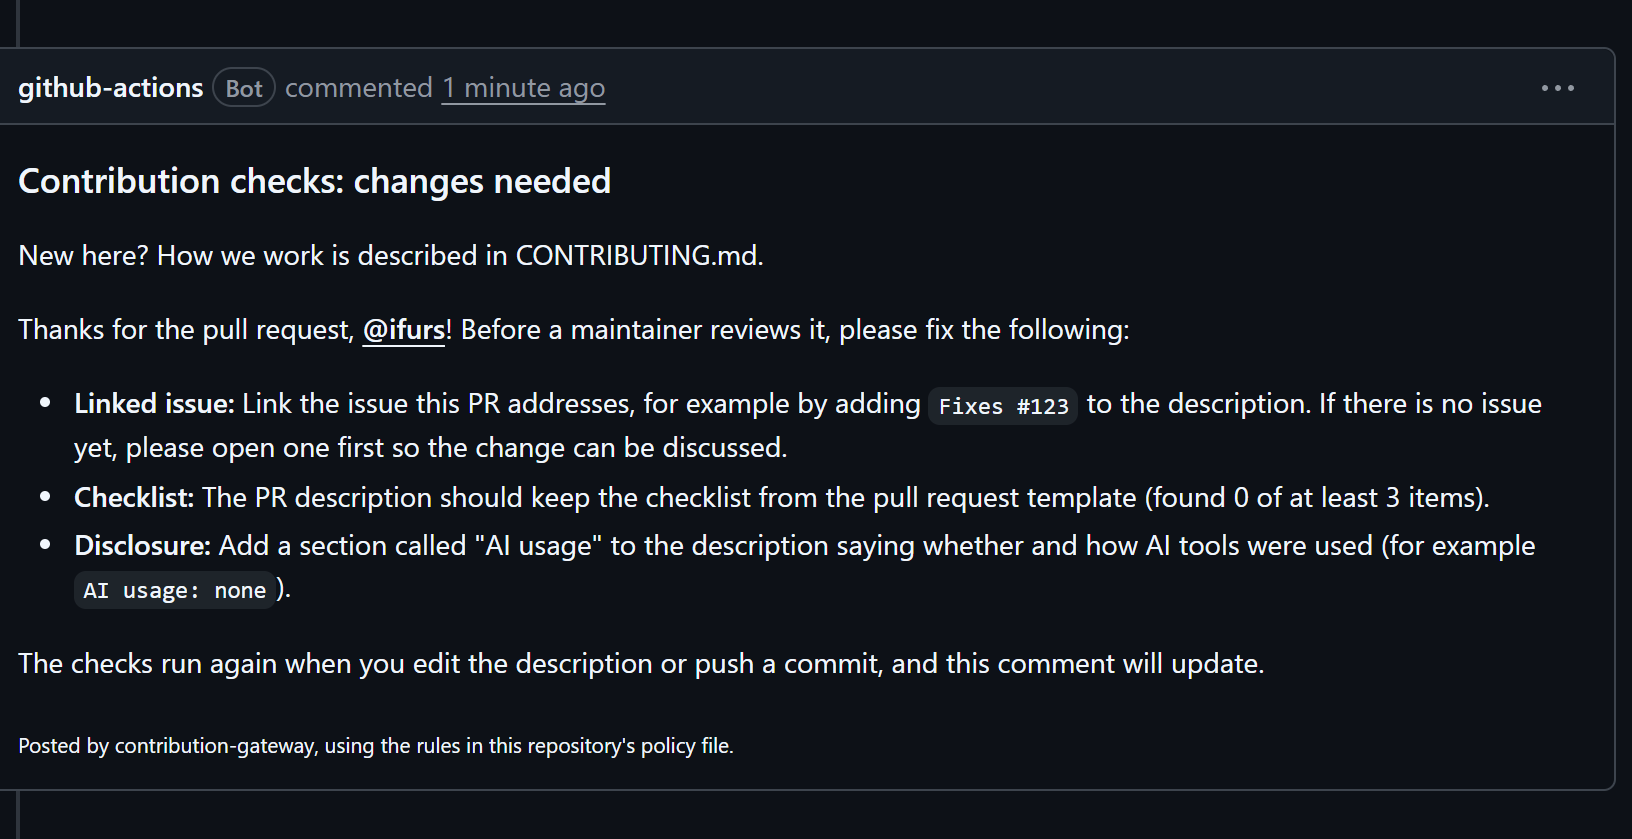 github-actions Bot commented 1 minute ago
Contribution checks: changes needed
New here? How we work is described in CONTRIBUTING.md.
Thanks for the pull request, @ifurs! Before a maintainer reviews it, please fix the following:
• Linked issue: Link the issue this PR addresses, for example by adding Fixes #123 to the description. If there is no issue
yet, please open one first so the change can be discussed.
• Checklist: The PR description should keep the checklist from the pull request template (found 0 of at least 3 items).
• Disclosure: Add a section called "AI usage" to the description saying whether and how AI tools were used (for example
AI usage: none).
The checks run again when you edit the description or push a commit, and this comment will update.
Posted by contribution-gateway, using the rules in this repository's policy file.